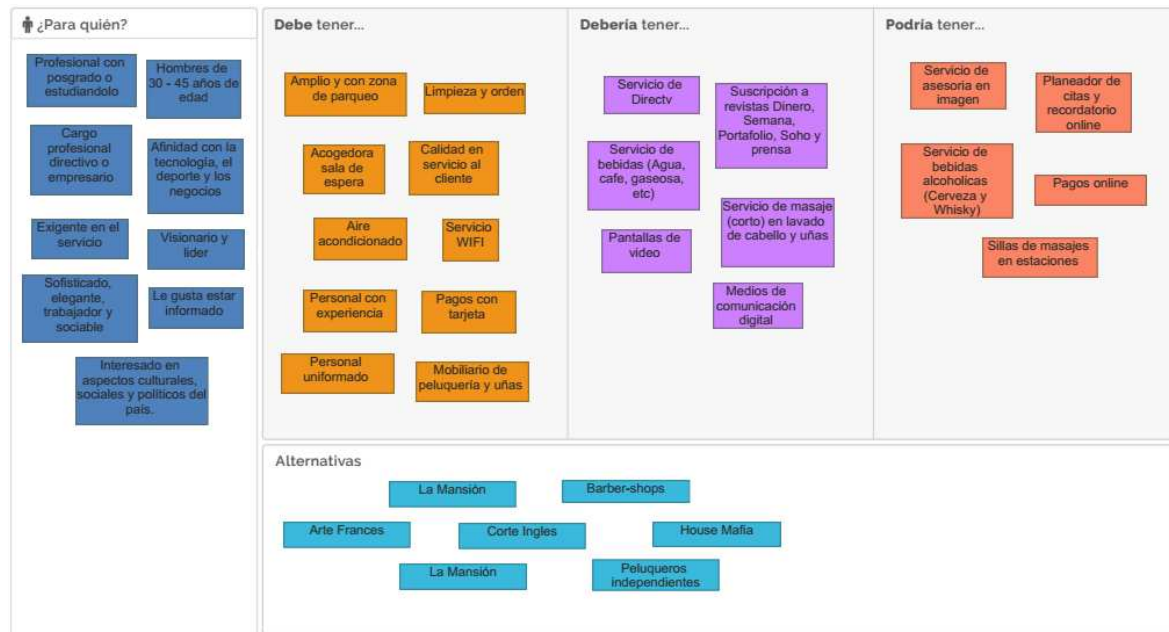 ¿Para quién?
Profesional con
posgrado o
estudiandolo
Hombres de
30 - 45 años de
edad
Cargo
profesional
directivo o
empresario
Afinidad con la
tecnología, el
deporte y los
negocios
Exigente en el
servicio
Visionario y
lider
Sofisticado,
elegante,
trabajador y
sociable
Le gusta estar
informado
Interesado en
aspectos culturales,
sociales y políticos del
país.
Debe tener...
Amplio y con zona
de parqueo
Limpieza y orden
Acogedora
sala de
espera
Calidad en
servicio al
cliente
Aire
acondicionado
Servicio
WIFI
Personal con
experiencia
Pagos con
tarjeta
Personal
uniformado
Mobiliario de
peluquería y uñas
Debería tener...
Servicio de
Directv
Suscripción a
revistas Dinero,
Semana,
Portafolio, Soho y
prensa
Servicio de
bebidas (Agua,
cafe, gaseosa,
etc)
Servicio de masaje
(corto) en lavado
de cabello y uñas
Pantallas de
video
Medios de
comunicación
digital
Podría tener...
Servicio de
asesoria en
imagen
Planeador de
citas y
recordatorio
online
Servicio de
bebidas
alcoholicas
(Cerveza y
Whisky)
Pagos online
Sillas de masajes
en estaciones
Alternativas
La Mansión
Barber-shops
Arte Frances
Corte Ingles
House Mafia
La Mansión
Peluqueros
independientes